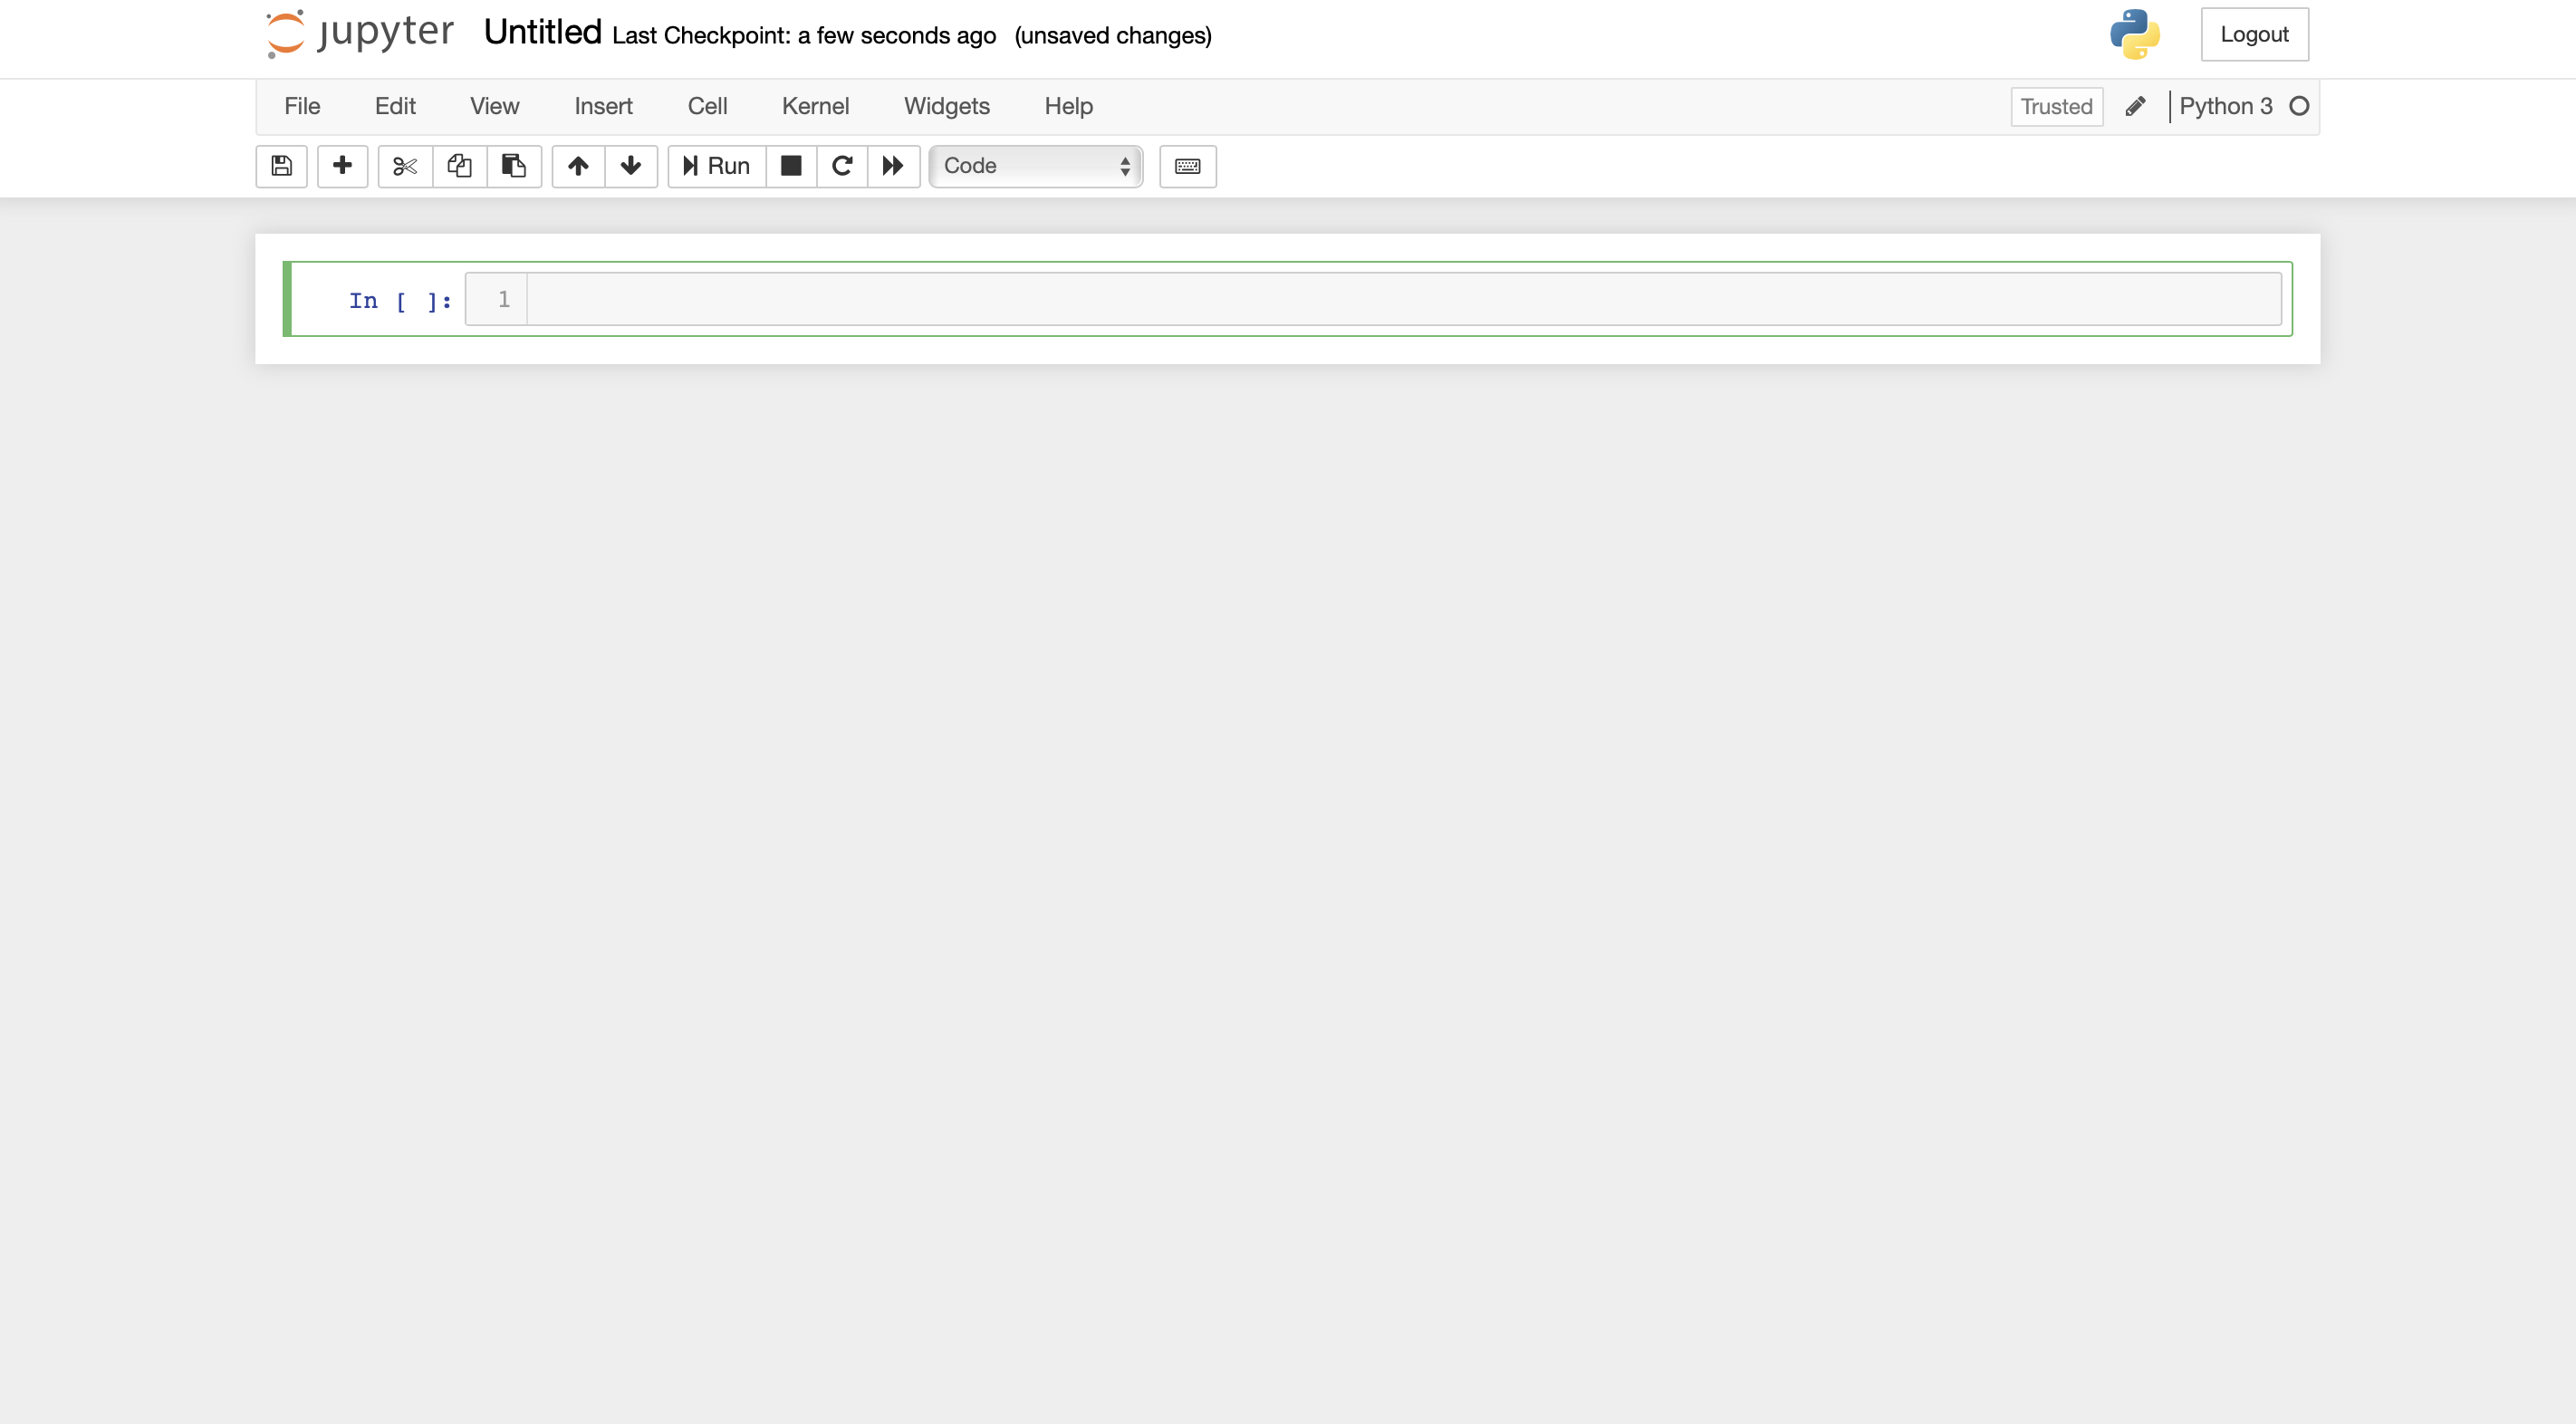 jupyter Untitled Last Checkpoint: a few seconds ago (unsaved changes) Logout
File Edit View Insert Cell Kernel Widgets Help Trusted Python 3
Run Code
In [ ]: 1